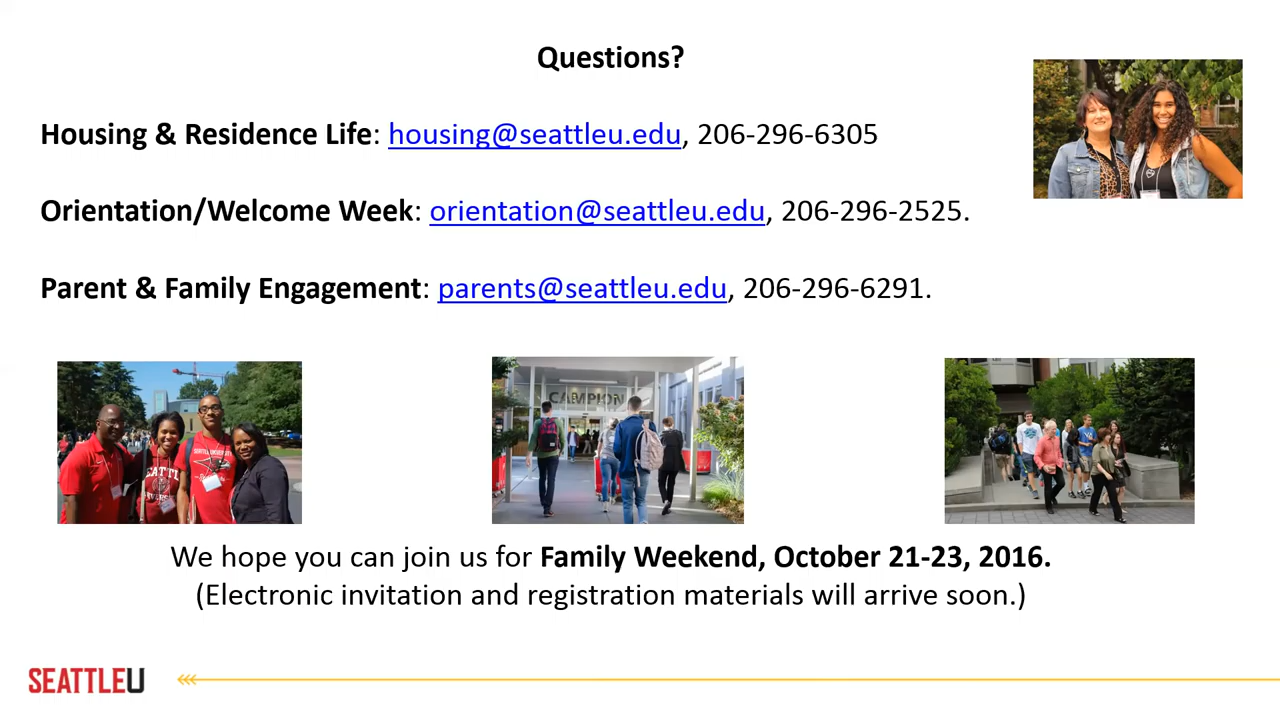 Questions?
Housing & Residence Life: housing@seattleu.edu, 206-296-6305
Orientation/Welcome Week: orientation@seattleu.edu, 206-296-2525.
Parent & Family Engagement: parents@seattleu.edu, 206-296-6291.
CAMPION
We hope you can join us for Family Weekend, October 21-23, 2016.
(Electronic invitation and registration materials will arrive soon.)
SEATTLEU